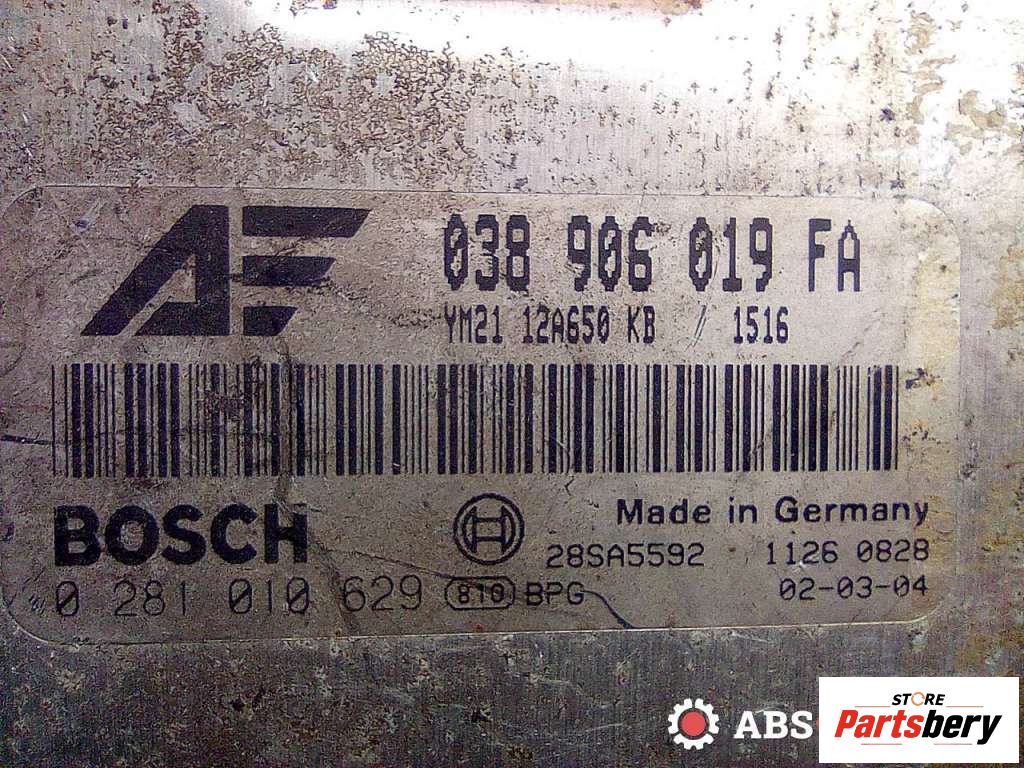 AF
038 906 019 FA
YM21 12A650 KB // 1516
BOSCH
Made in Germany
28SA5592 1126 0828
0 281 010 629 810 BPG 02-03-04
ABS
STORE
Partsbery